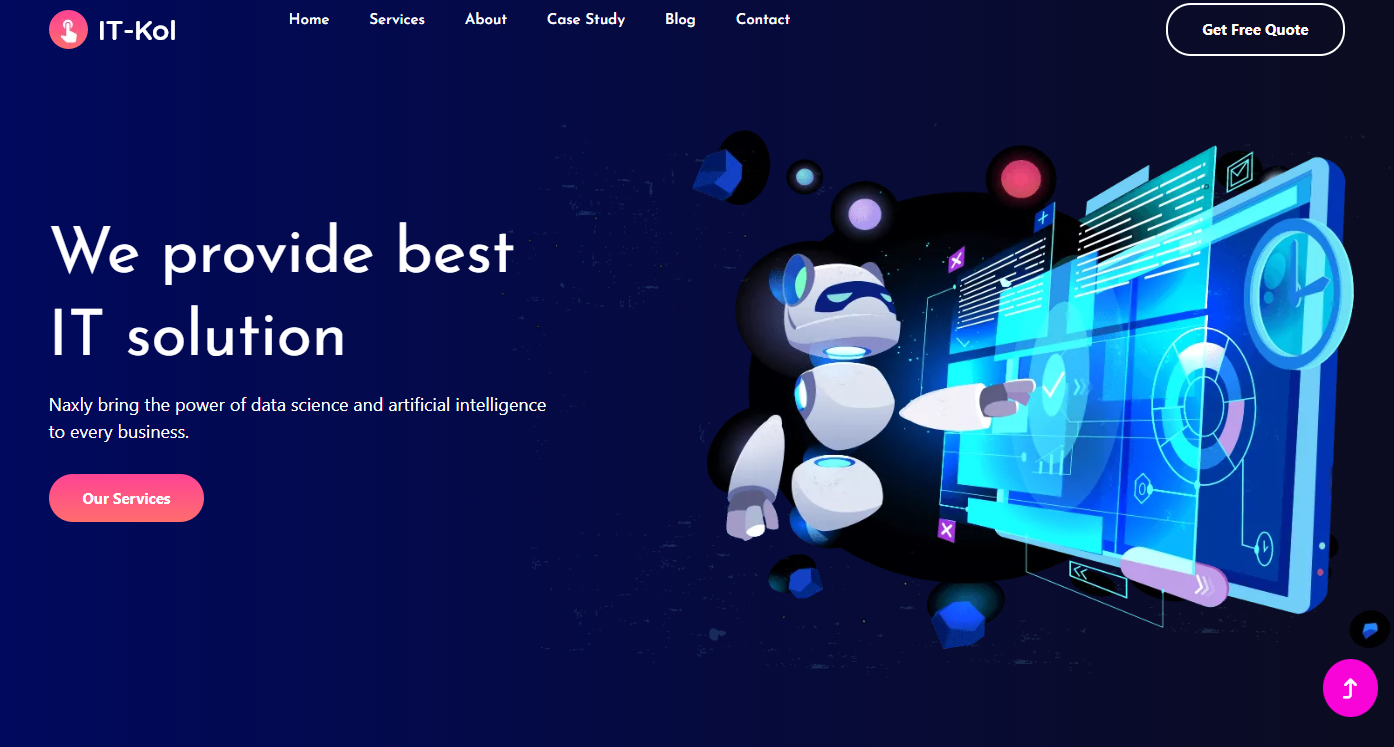 IT-Kol
Home Services About Case Study Blog Contact
Get Free Quote
We provide best
IT solution
Naxly bring the power of data science and artificial intelligence
to every business.
Our Services